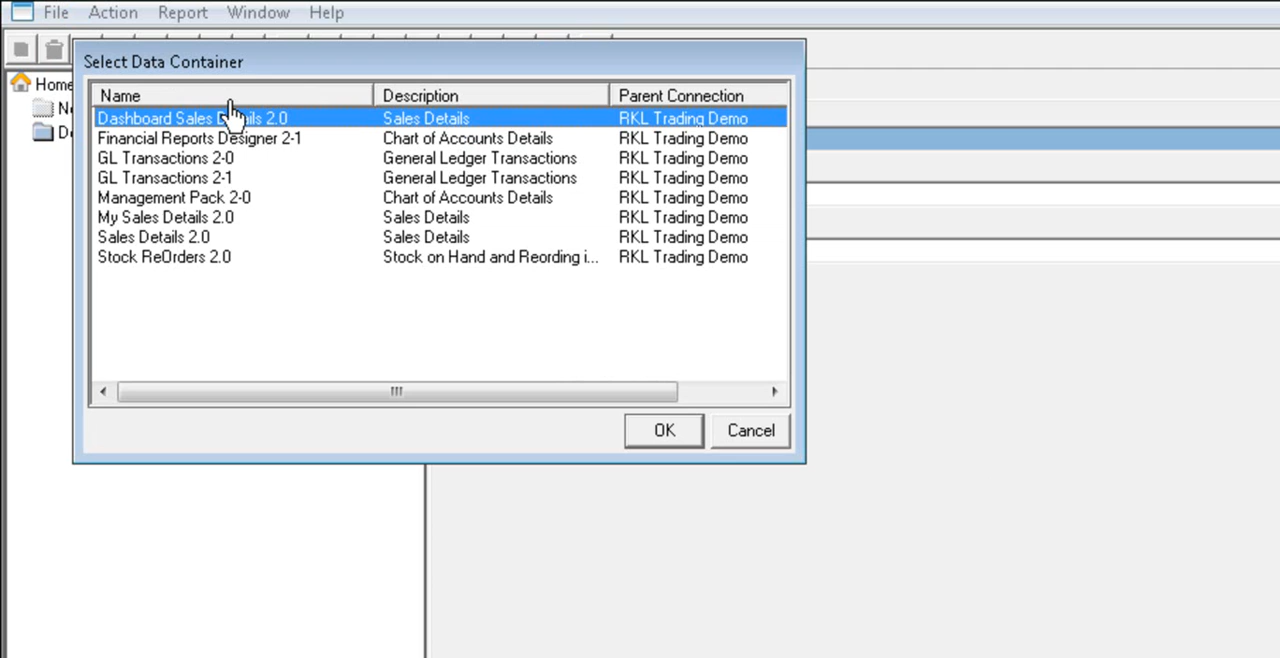 File Action Report Window Help
Select Data Container
Name Description Parent Connection
Dashboard Sales Details 2.0 Sales Details RKL Trading Demo
Financial Reports Designer 2-1 Chart of Accounts Details RKL Trading Demo
GL Transactions 2-0 General Ledger Transactions RKL Trading Demo
GL Transactions 2-1 General Ledger Transactions RKL Trading Demo
Management Pack 2-0 Chart of Accounts Details RKL Trading Demo
My Sales Details 2.0 Sales Details RKL Trading Demo
Sales Details 2.0 Sales Details RKL Trading Demo
Stock ReOrders 2.0 Stock on Hand and Reording i... RKL Trading Demo
OK Cancel
Home